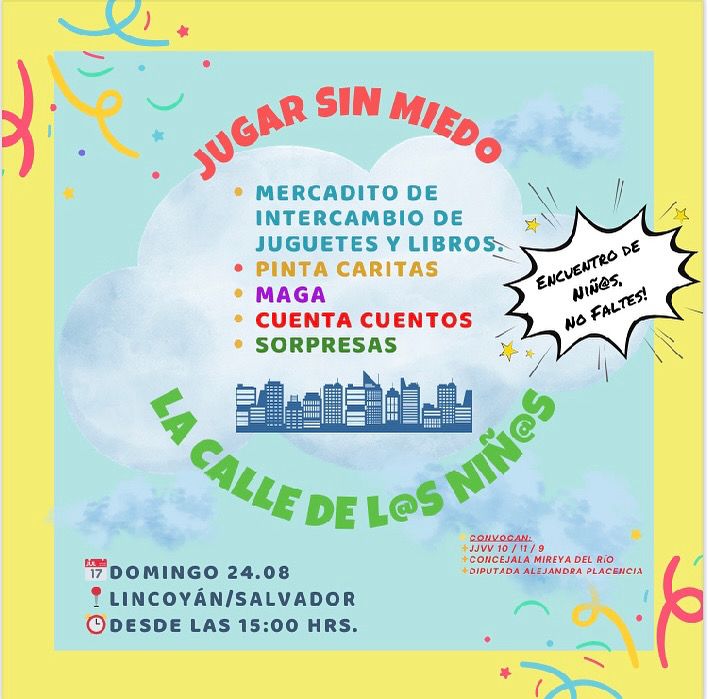 JUGAR SIN MIEDO
MERCADITO DE
INTERCAMBIO DE
JUGUETES Y LIBROS.
PINTA CARITAS
MAGA
CUENTA CUENTOS
SORPRESAS
ENCUENTRO DE
NIÑ@S,
NO FALTES!
LA CALLE DE L@S NIÑ@S
CONVOCAN:
JJVV 10 / 11 / 9
CONCEJALA MIREYA DEL RÍO
DIPUTADA ALEJANDRA PLACENCIA
JUL
17
DOMINGO 24.08
LINCOYÁN/SALVADOR
DESDE LAS 15:00 HRS.